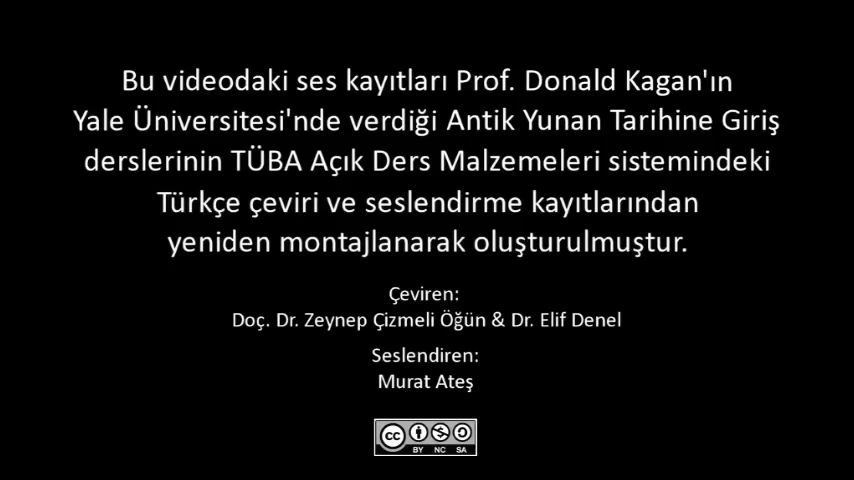 Bu videodaki ses kayıtları Prof. Donald Kagan'ın
Yale Üniversitesi'nde verdiği Antik Yunan Tarihine Giriş
derslerinin TÜBA Açık Ders Malzemeleri sistemindeki
Türkçe çeviri ve seslendirme kayıtlarından
yeniden montajlanarak oluşturulmuştur.
Çeviren:
Doç. Dr. Zeynep Çizmeli Öğün & Dr. Elif Denel
Seslendiren:
Murat Ateş
cc BY NC SA